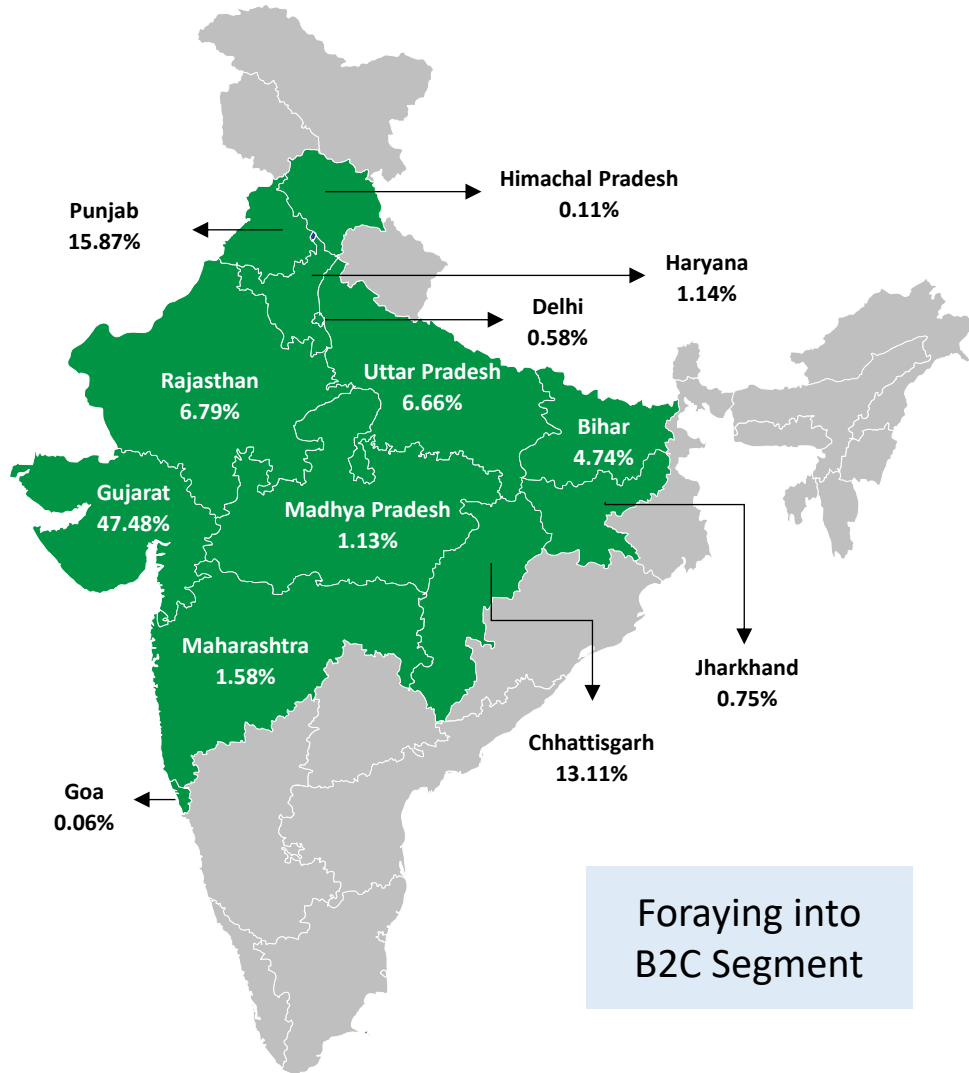 Himachal Pradesh
0.11%
Punjab
15.87%
Haryana
1.14%
Delhi
0.58%
Rajasthan
6.79%
Uttar Pradesh
6.66%
Bihar
4.74%
Gujarat
47.48%
Madhya Pradesh
1.13%
Maharashtra
1.58%
Jharkhand
0.75%
Chhattisgarh
13.11%
Goa
0.06%
Foraying into
B2C Segment